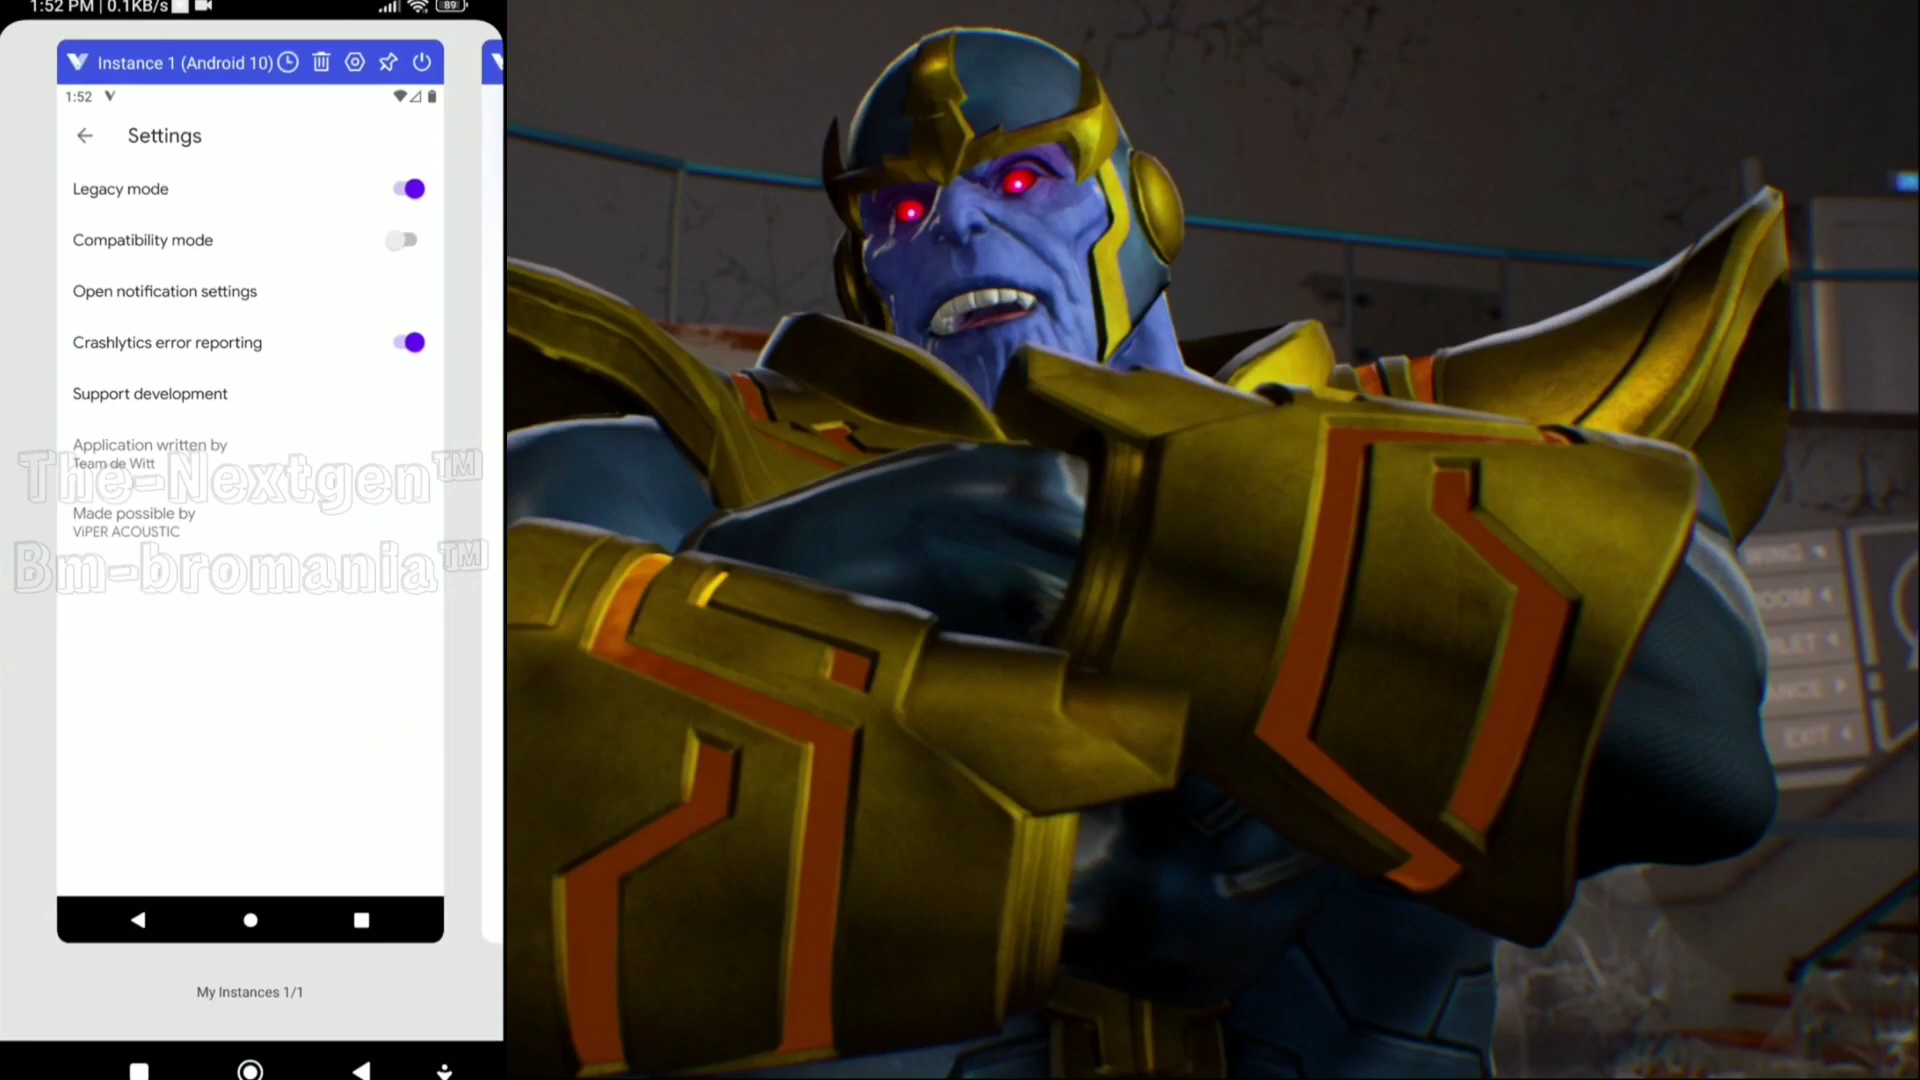 1:52 PM | 0.1KB/s
89
Instance 1 (Android 10)
1:52
Settings
Legacy mode
Compatibility mode
Open notification settings
Crashlytics error reporting
Support development
Application written by
Team de Witt
The-Nextgen™
Made possible by
ViPER ACOUSTIC
Bm-bromania™
My Instances 1/1
WING
EXIT